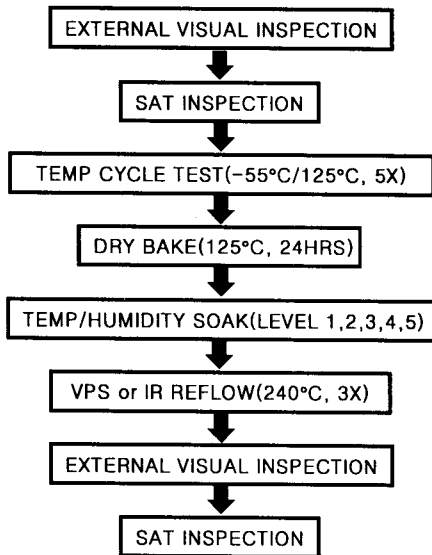 EXTERNAL VISUAL INSPECTION
SAT INSPECTION
TEMP CYCLE TEST(-55°C/125°C, 5X)
DRY BAKE(125°C, 24HRS)
TEMP/HUMIDITY SOAK(LEVEL 1,2,3,4,5)
VPS or IR REFLOW(240°C, 3X)
EXTERNAL VISUAL INSPECTION
SAT INSPECTION